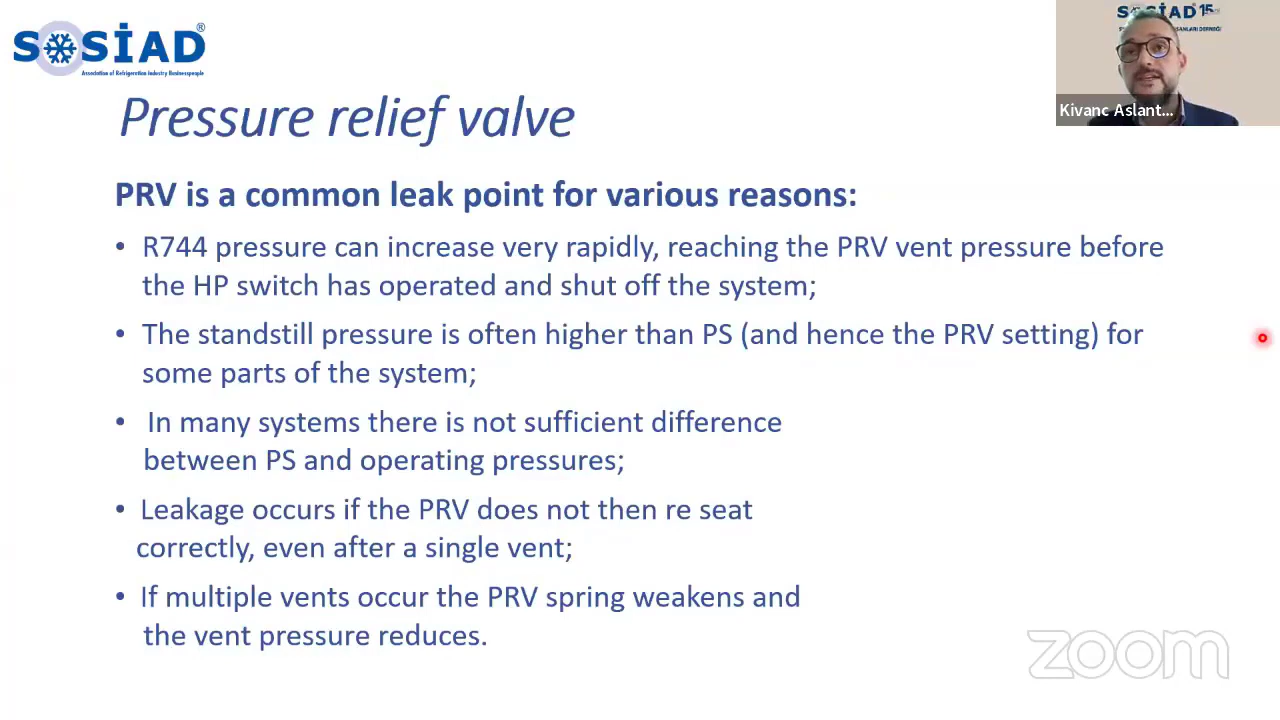 SOSİAD®
Association of Refrigeration Industry Businesspeople
SOSİAD 15
Kivanc Aslant...
Pressure relief valve
PRV is a common leak point for various reasons:
• R744 pressure can increase very rapidly, reaching the PRV vent pressure before
the HP switch has operated and shut off the system;
• The standstill pressure is often higher than PS (and hence the PRV setting) for
some parts of the system;
• In many systems there is not sufficient difference
between PS and operating pressures;
• Leakage occurs if the PRV does not then re seat
correctly, even after a single vent;
• If multiple vents occur the PRV spring weakens and
the vent pressure reduces.
zoom